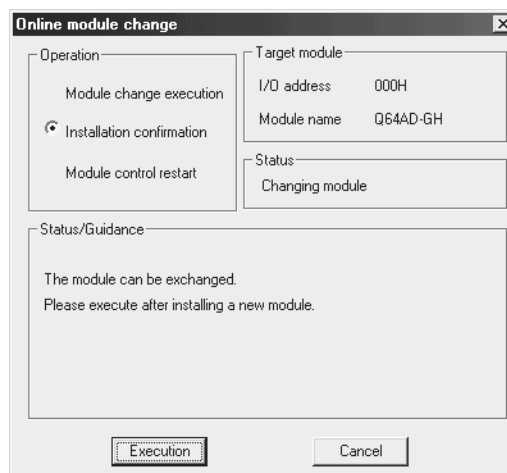 Online module change
Operation
Module change execution
Installation confirmation
Module control restart
Target module
I/O address 000H
Module name Q64AD-GH
Status
Changing module
Status/Guidance
The module can be exchanged.
Please execute after installing a new module.
Execution
Cancel